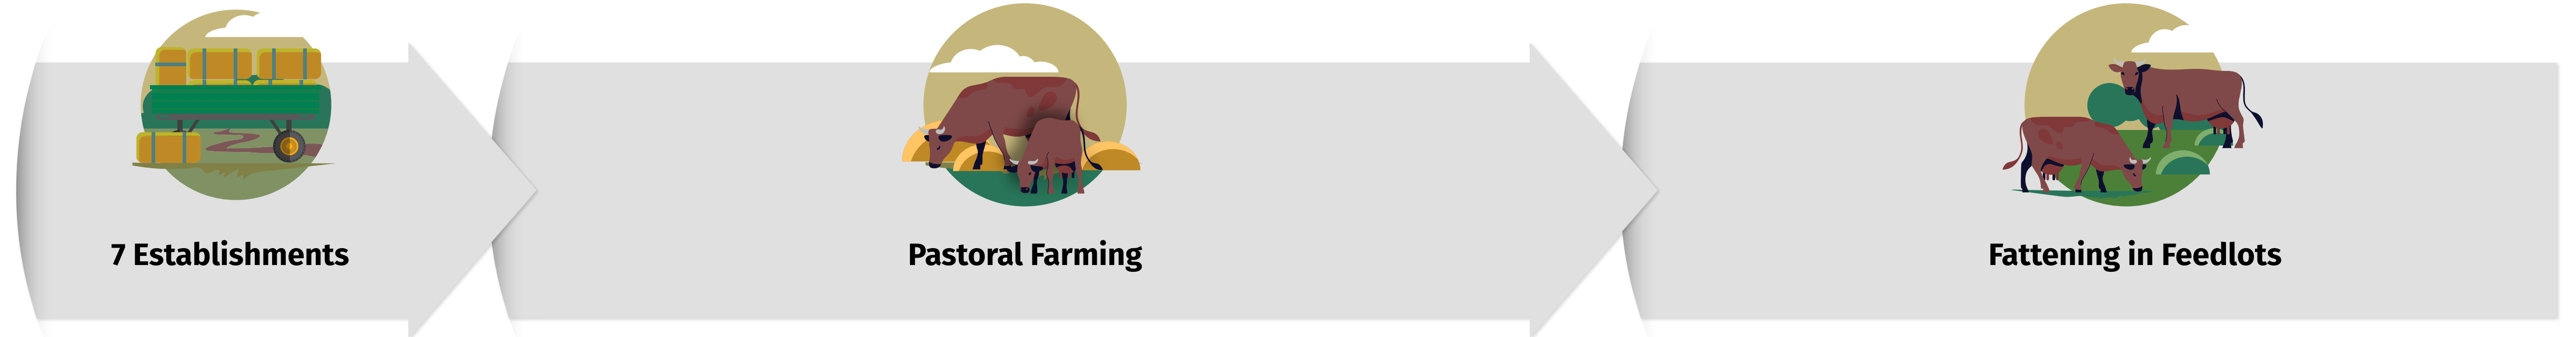 7 Establishments
Pastoral Farming
Fattening in Feedlots